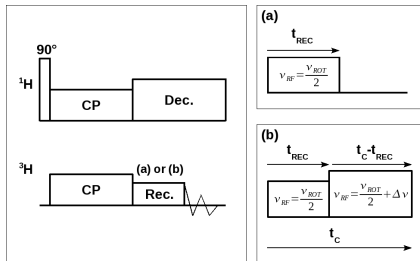 90°
¹H
CP
Dec.
³H
CP
(a) or (b)
Rec.
(a)
t_REC
ν_RF = ν_ROT / 2
(b)
t_REC
t_C-t_REC
ν_RF = ν_ROT / 2
ν_RF = ν_ROT / 2 + Δν
t_C